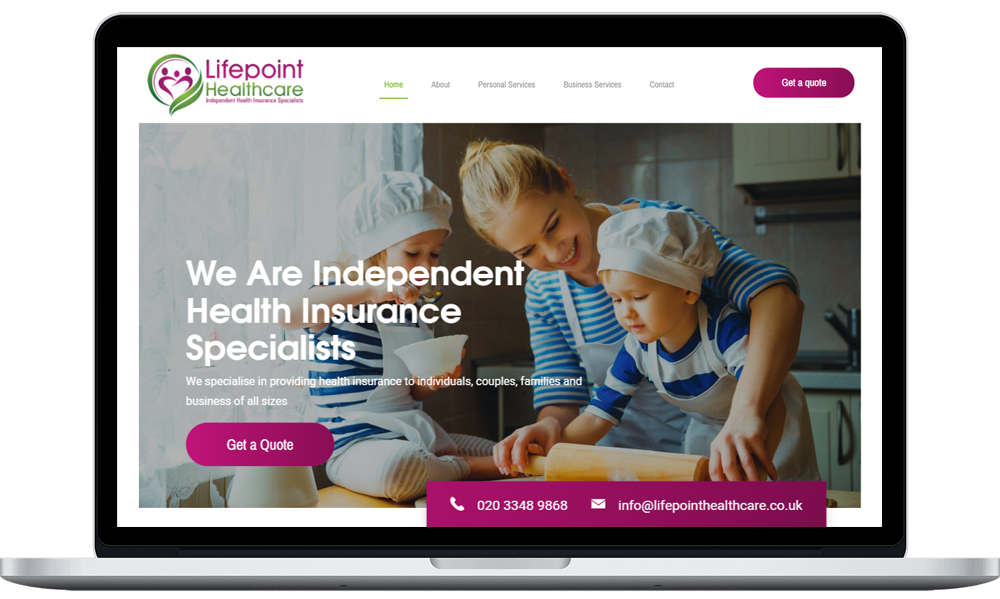 Lifepoint
Healthcare
Independent Health Insurance Specialists
Home About Personal Services Business Services Contact
Get a quote
We Are Independent
Health Insurance
Specialists
We specialise in providing health insurance to individuals, couples, families and
business of all sizes
Get a Quote
020 3348 9868 info@lifepointhealthcare.co.uk